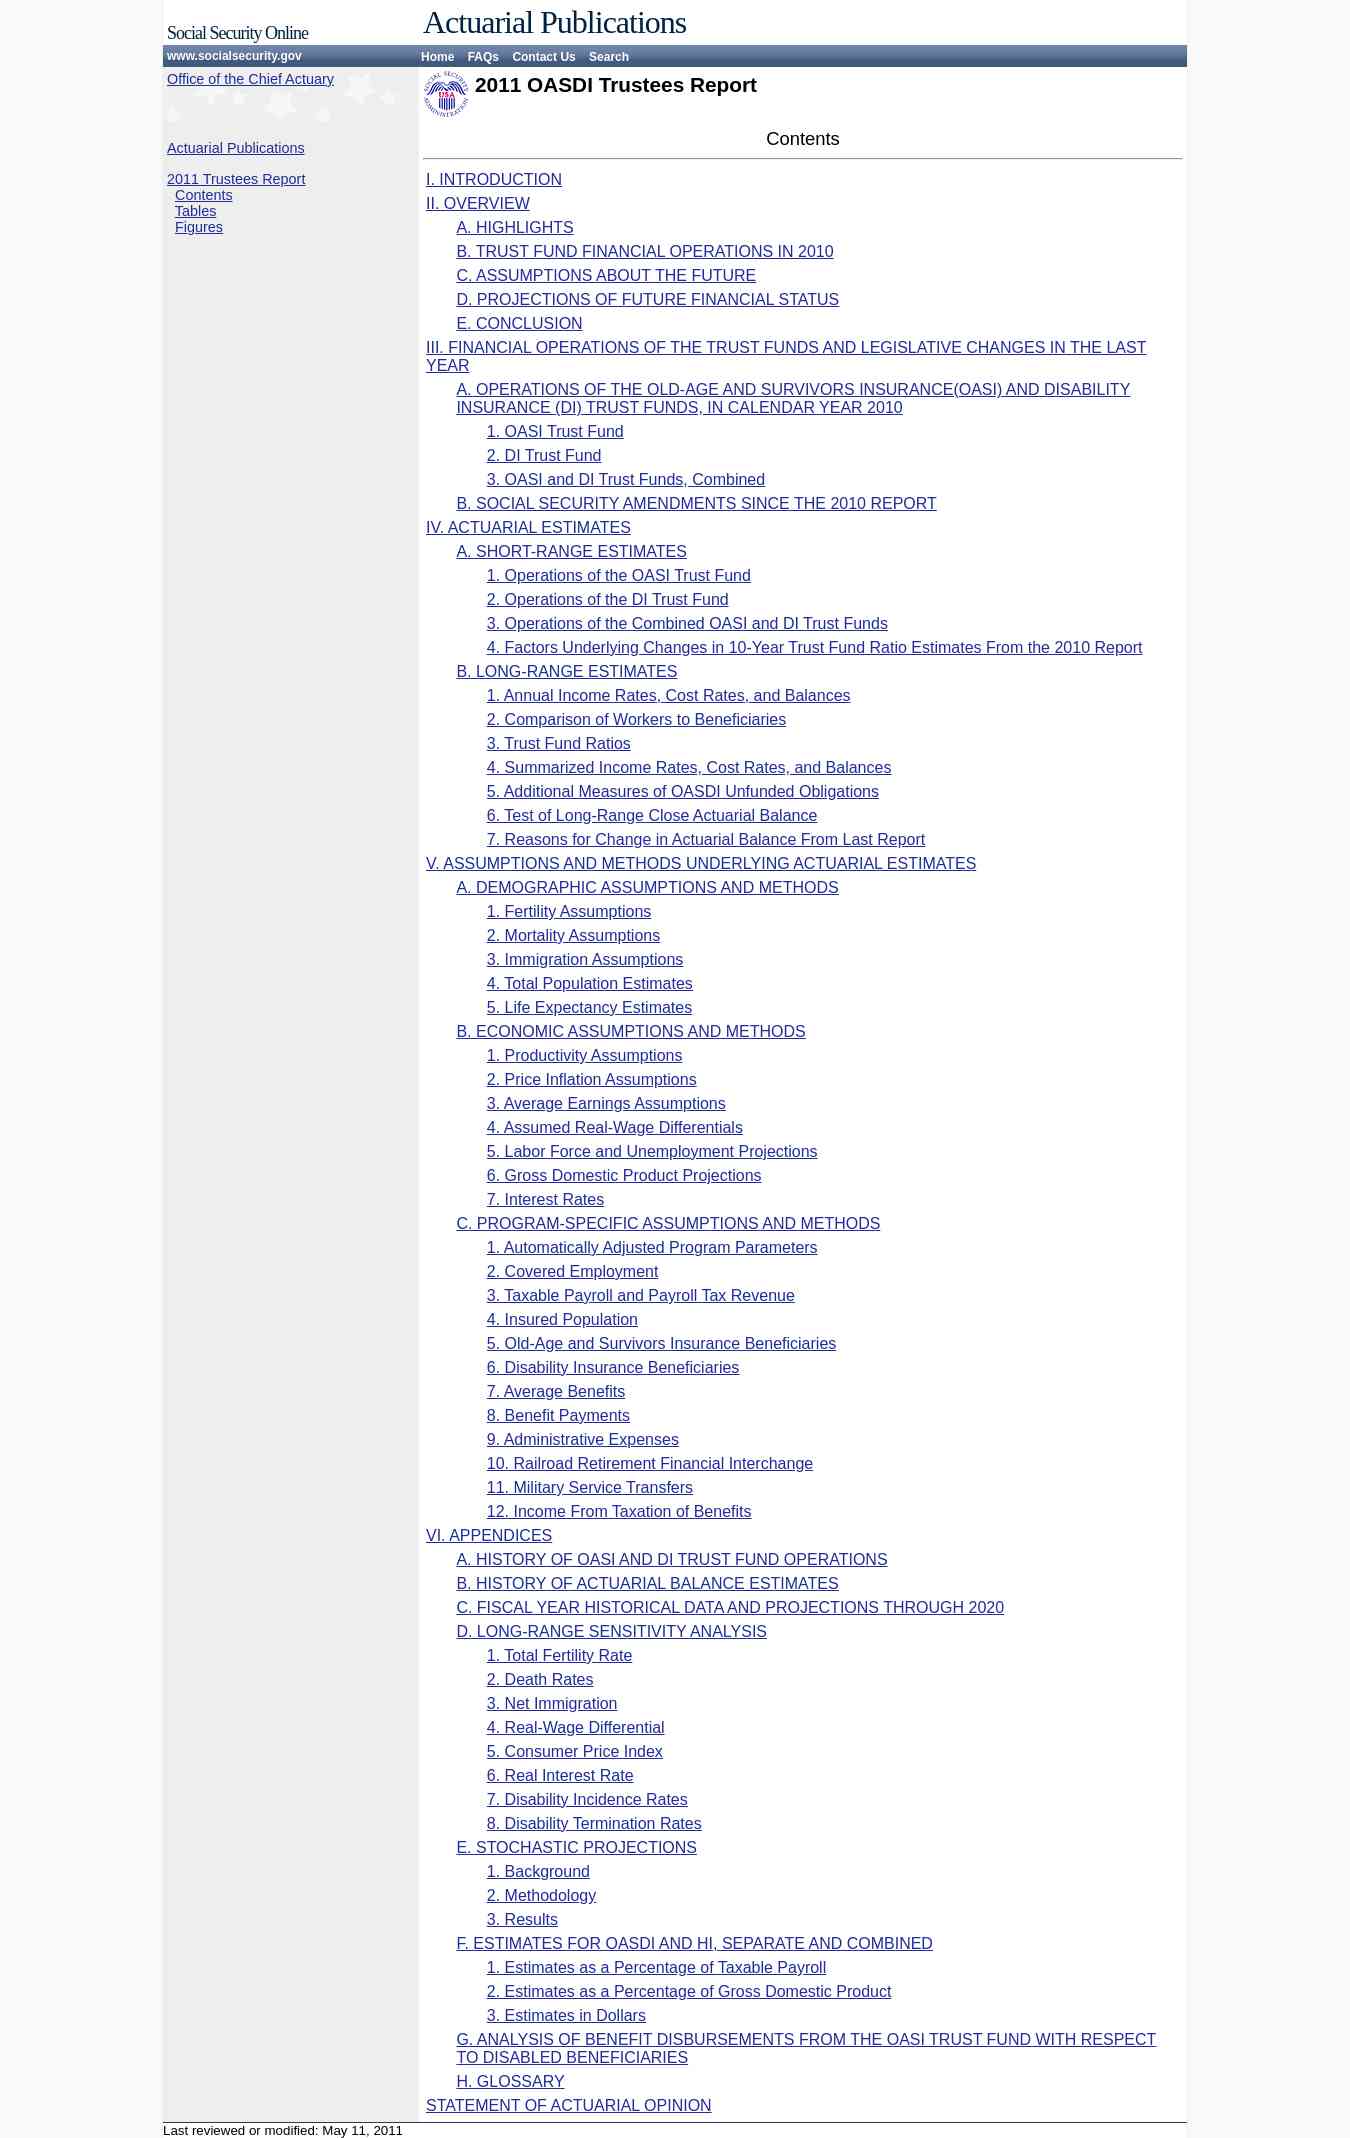 Social Security Online
Actuarial Publications
www.socialsecurity.gov
Home FAQs Contact Us Search
Office of the Chief Actuary
Actuarial Publications
2011 Trustees Report
Contents
Tables
Figures
SOCIAL SECURITY ADMINISTRATION
USA
2011 OASDI Trustees Report
Contents
I. INTRODUCTION
II. OVERVIEW
A. HIGHLIGHTS
B. TRUST FUND FINANCIAL OPERATIONS IN 2010
C. ASSUMPTIONS ABOUT THE FUTURE
D. PROJECTIONS OF FUTURE FINANCIAL STATUS
E. CONCLUSION
III. FINANCIAL OPERATIONS OF THE TRUST FUNDS AND LEGISLATIVE CHANGES IN THE LAST
YEAR
A. OPERATIONS OF THE OLD-AGE AND SURVIVORS INSURANCE(OASI) AND DISABILITY
INSURANCE (DI) TRUST FUNDS, IN CALENDAR YEAR 2010
1. OASI Trust Fund
2. DI Trust Fund
3. OASI and DI Trust Funds, Combined
B. SOCIAL SECURITY AMENDMENTS SINCE THE 2010 REPORT
IV. ACTUARIAL ESTIMATES
A. SHORT-RANGE ESTIMATES
1. Operations of the OASI Trust Fund
2. Operations of the DI Trust Fund
3. Operations of the Combined OASI and DI Trust Funds
4. Factors Underlying Changes in 10-Year Trust Fund Ratio Estimates From the 2010 Report
B. LONG-RANGE ESTIMATES
1. Annual Income Rates, Cost Rates, and Balances
2. Comparison of Workers to Beneficiaries
3. Trust Fund Ratios
4. Summarized Income Rates, Cost Rates, and Balances
5. Additional Measures of OASDI Unfunded Obligations
6. Test of Long-Range Close Actuarial Balance
7. Reasons for Change in Actuarial Balance From Last Report
V. ASSUMPTIONS AND METHODS UNDERLYING ACTUARIAL ESTIMATES
A. DEMOGRAPHIC ASSUMPTIONS AND METHODS
1. Fertility Assumptions
2. Mortality Assumptions
3. Immigration Assumptions
4. Total Population Estimates
5. Life Expectancy Estimates
B. ECONOMIC ASSUMPTIONS AND METHODS
1. Productivity Assumptions
2. Price Inflation Assumptions
3. Average Earnings Assumptions
4. Assumed Real-Wage Differentials
5. Labor Force and Unemployment Projections
6. Gross Domestic Product Projections
7. Interest Rates
C. PROGRAM-SPECIFIC ASSUMPTIONS AND METHODS
1. Automatically Adjusted Program Parameters
2. Covered Employment
3. Taxable Payroll and Payroll Tax Revenue
4. Insured Population
5. Old-Age and Survivors Insurance Beneficiaries
6. Disability Insurance Beneficiaries
7. Average Benefits
8. Benefit Payments
9. Administrative Expenses
10. Railroad Retirement Financial Interchange
11. Military Service Transfers
12. Income From Taxation of Benefits
VI. APPENDICES
A. HISTORY OF OASI AND DI TRUST FUND OPERATIONS
B. HISTORY OF ACTUARIAL BALANCE ESTIMATES
C. FISCAL YEAR HISTORICAL DATA AND PROJECTIONS THROUGH 2020
D. LONG-RANGE SENSITIVITY ANALYSIS
1. Total Fertility Rate
2. Death Rates
3. Net Immigration
4. Real-Wage Differential
5. Consumer Price Index
6. Real Interest Rate
7. Disability Incidence Rates
8. Disability Termination Rates
E. STOCHASTIC PROJECTIONS
1. Background
2. Methodology
3. Results
F. ESTIMATES FOR OASDI AND HI, SEPARATE AND COMBINED
1. Estimates as a Percentage of Taxable Payroll
2. Estimates as a Percentage of Gross Domestic Product
3. Estimates in Dollars
G. ANALYSIS OF BENEFIT DISBURSEMENTS FROM THE OASI TRUST FUND WITH RESPECT
TO DISABLED BENEFICIARIES
H. GLOSSARY
STATEMENT OF ACTUARIAL OPINION
Last reviewed or modified: May 11, 2011